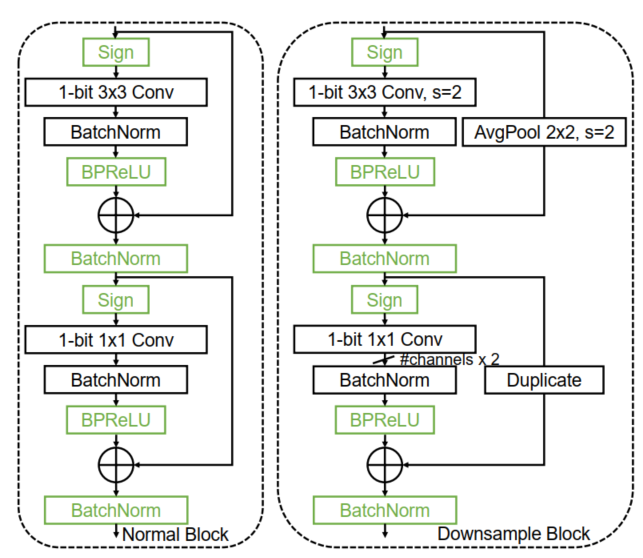 Sign
1-bit 3x3 Conv
BatchNorm
BPReLU
BatchNorm
Sign
1-bit 1x1 Conv
BatchNorm
BPReLU
BatchNorm
Normal Block
Sign
1-bit 3x3 Conv, s=2
BatchNorm
AvgPool 2x2, s=2
BPReLU
BatchNorm
Sign
1-bit 1x1 Conv
#channels x 2
BatchNorm
Duplicate
BPReLU
BatchNorm
Downsample Block